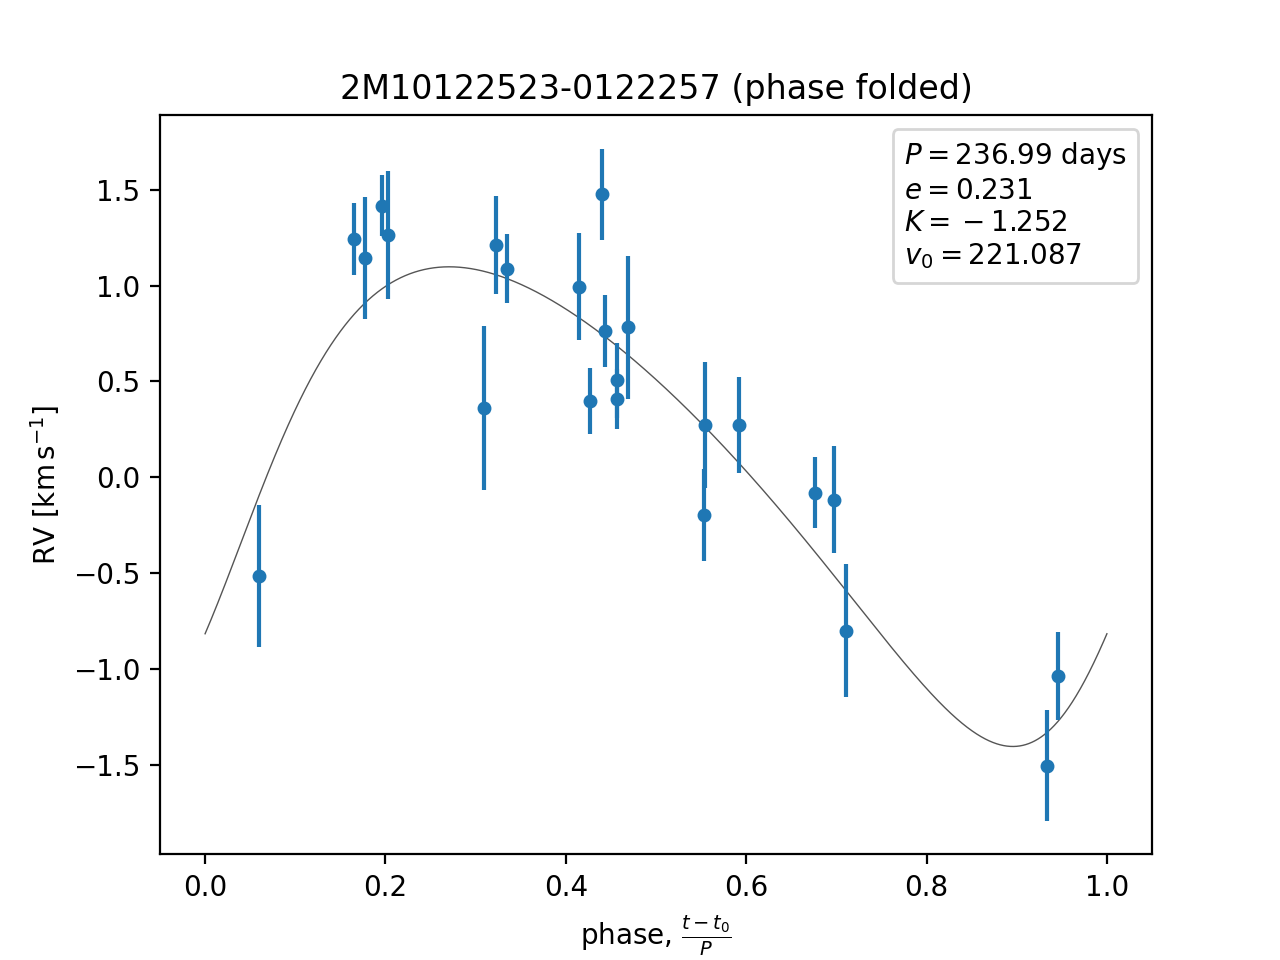 2M10122523-0122257 (phase folded)
P = 236.99 days
e = 0.231
K = −1.252
v₀ = 221.087
1.5
1.0
0.5
0.0
−0.5
−1.0
−1.5
RV [km s⁻¹]
0.0 0.2 0.4 0.6 0.8 1.0
phase, (t − t₀)/P